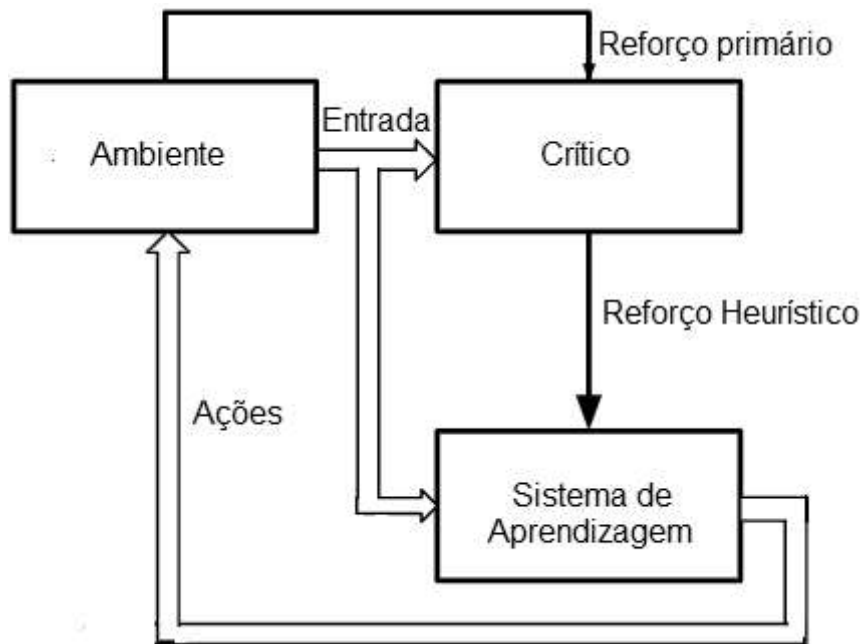 Reforço primário
Entrada
Ambiente
Crítico
Reforço Heurístico
Ações
Sistema de
Aprendizagem